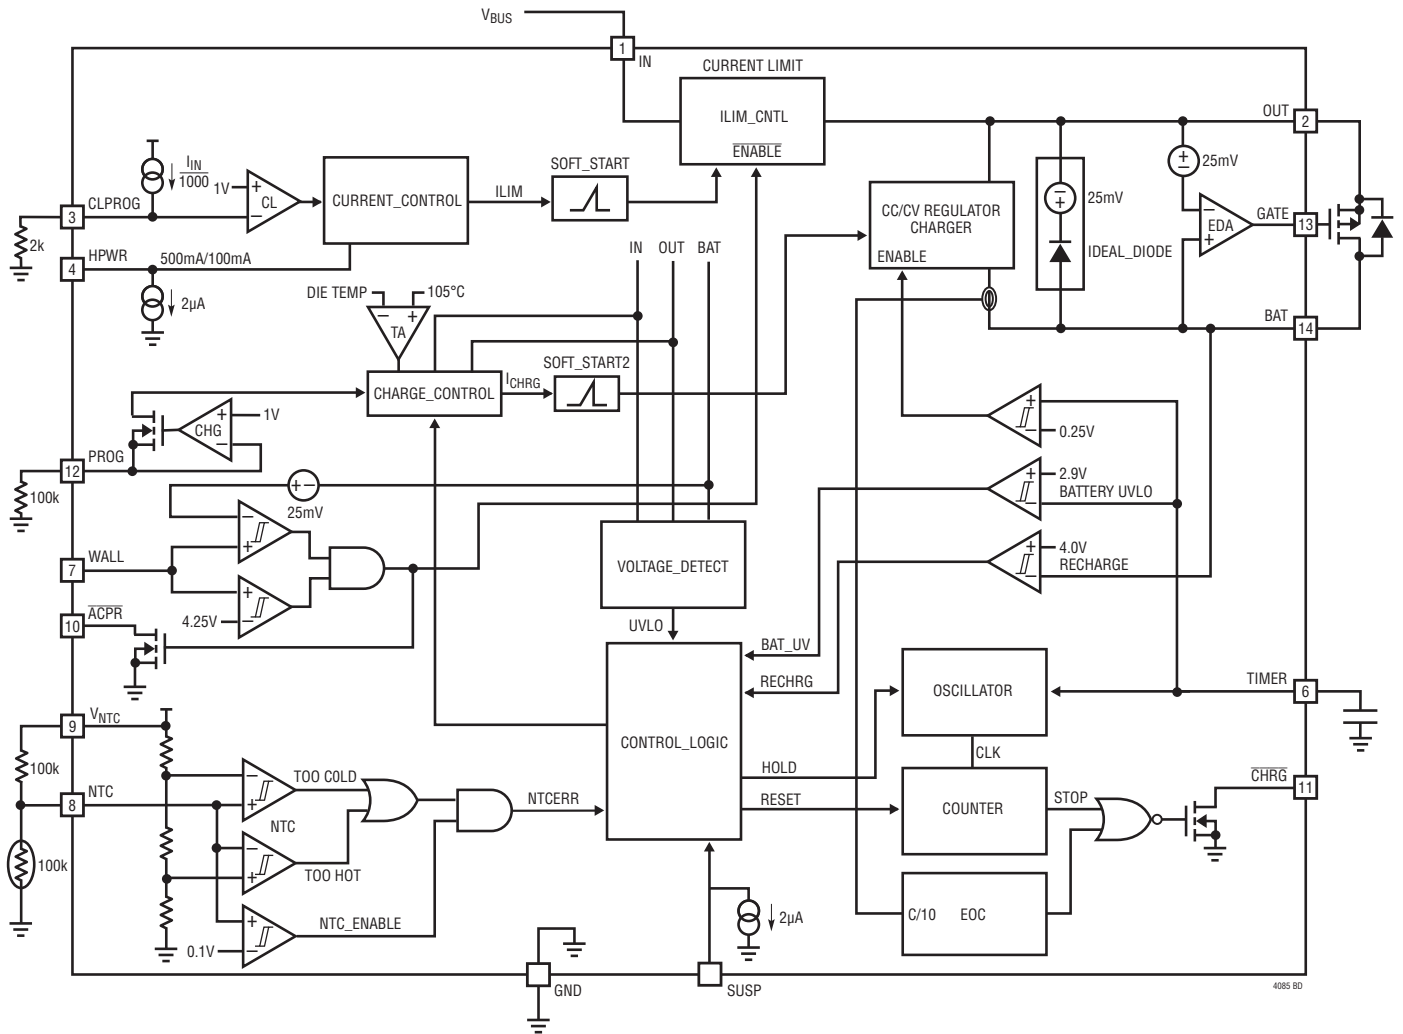 VBUS
1
IN
CURRENT LIMIT
ILIM_CNTL
ENABLE
OUT
2
IIN
1000
1V
+
CL
−
CURRENT_CONTROL
ILIM
SOFT_START
CLPROG
3
2k
HPWR
4
500mA/100mA
2µA
CC/CV REGULATOR
CHARGER
ENABLE
−
+
25mV
IDEAL_DIODE
+
−
25mV
−
EDA
+
GATE
13
BAT
14
IN OUT BAT
DIE TEMP
105°C
− +
TA
CHARGE_CONTROL
ICHRG
SOFT_START2
+
CHG
−
1V
PROG
12
100k
+ −
25mV
−
+
WALL
7
+
−
4.25V
ACPR
10
VOLTAGE_DETECT
UVLO
+
−
0.25V
+
−
2.9V
BATTERY UVLO
+
−
4.0V
RECHARGE
BAT_UV
RECHRG
CONTROL_LOGIC
HOLD
RESET
OSCILLATOR
CLK
COUNTER
STOP
C/10 EOC
TIMER
6
CHRG
11
VNTC
9
100k
NTC
8
100k
−
+
TOO COLD
NTC
−
+
TOO HOT
+
−
0.1V
NTC_ENABLE
NTCERR
2µA
GND
SUSP
4085 BD